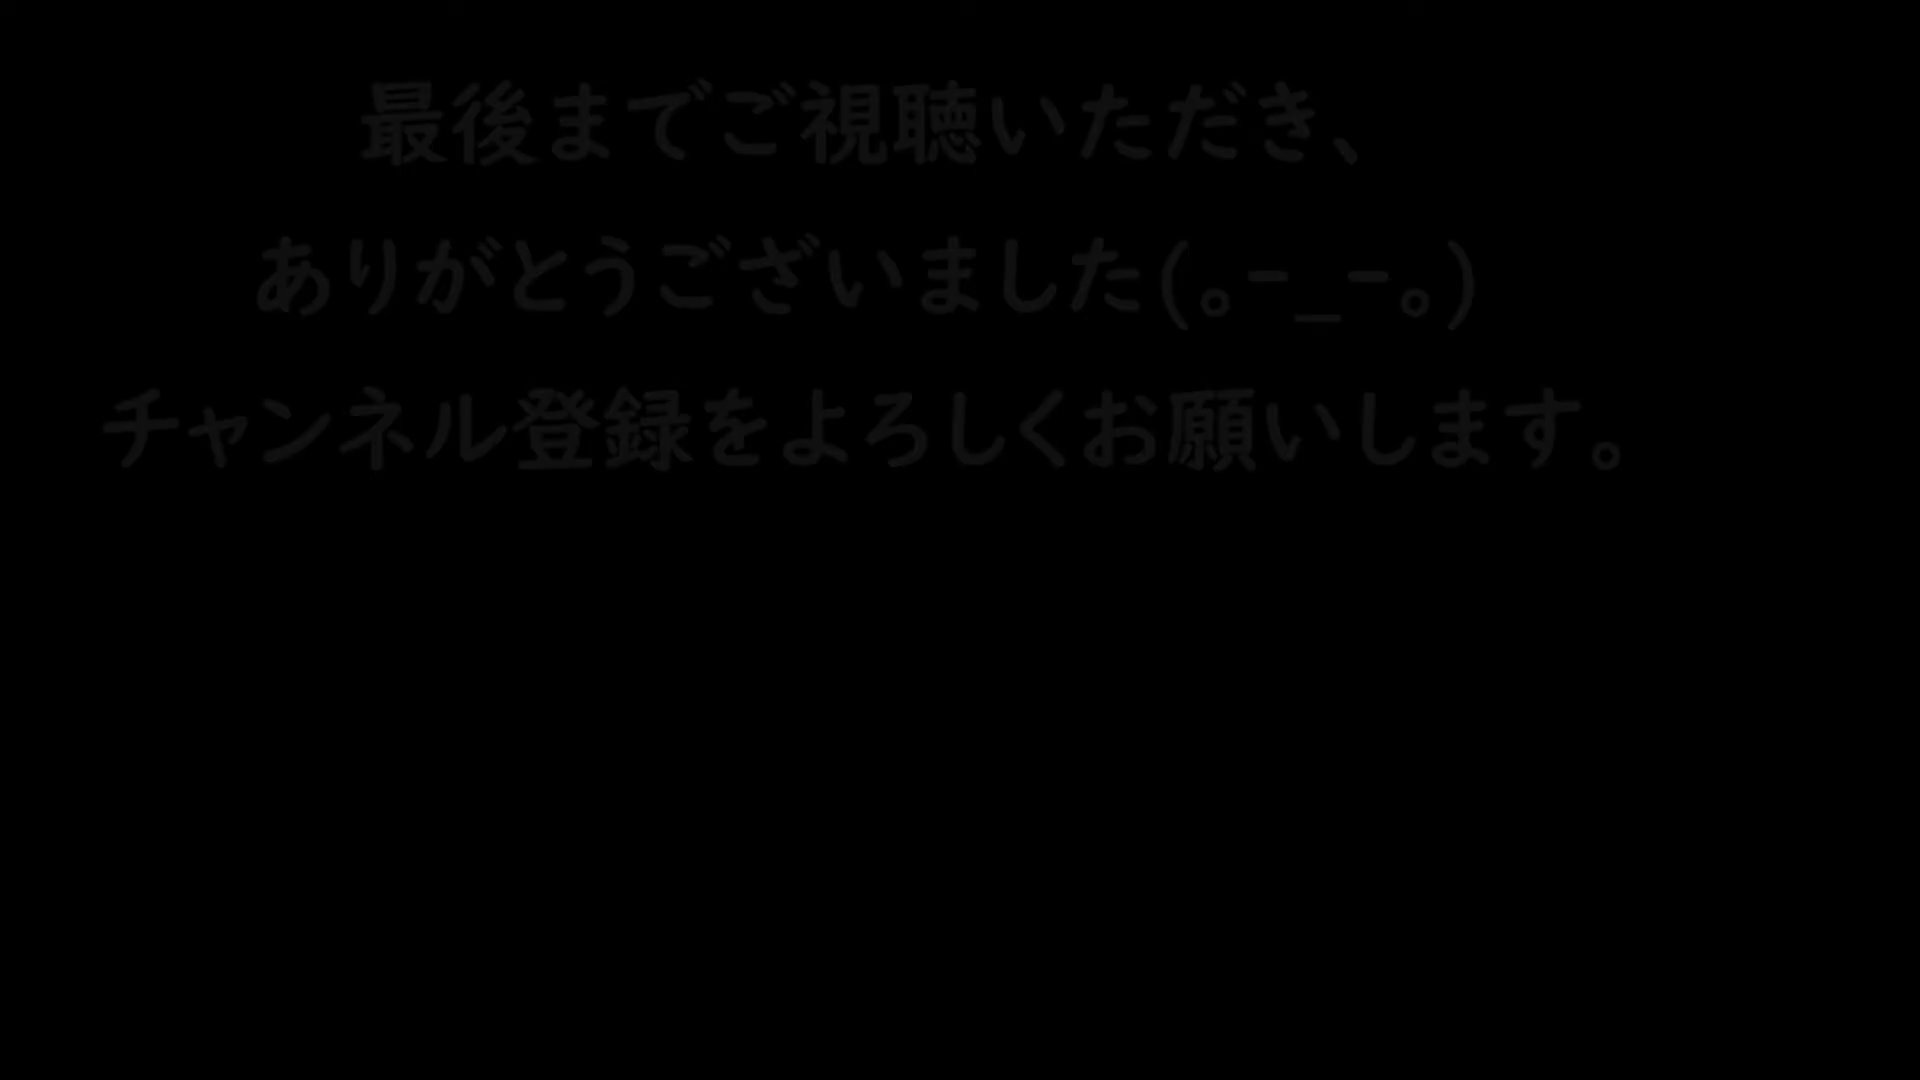 最後までご視聴いただき、
ありがとうございました(｡-_-｡)
チャンネル登録をよろしくお願いします。